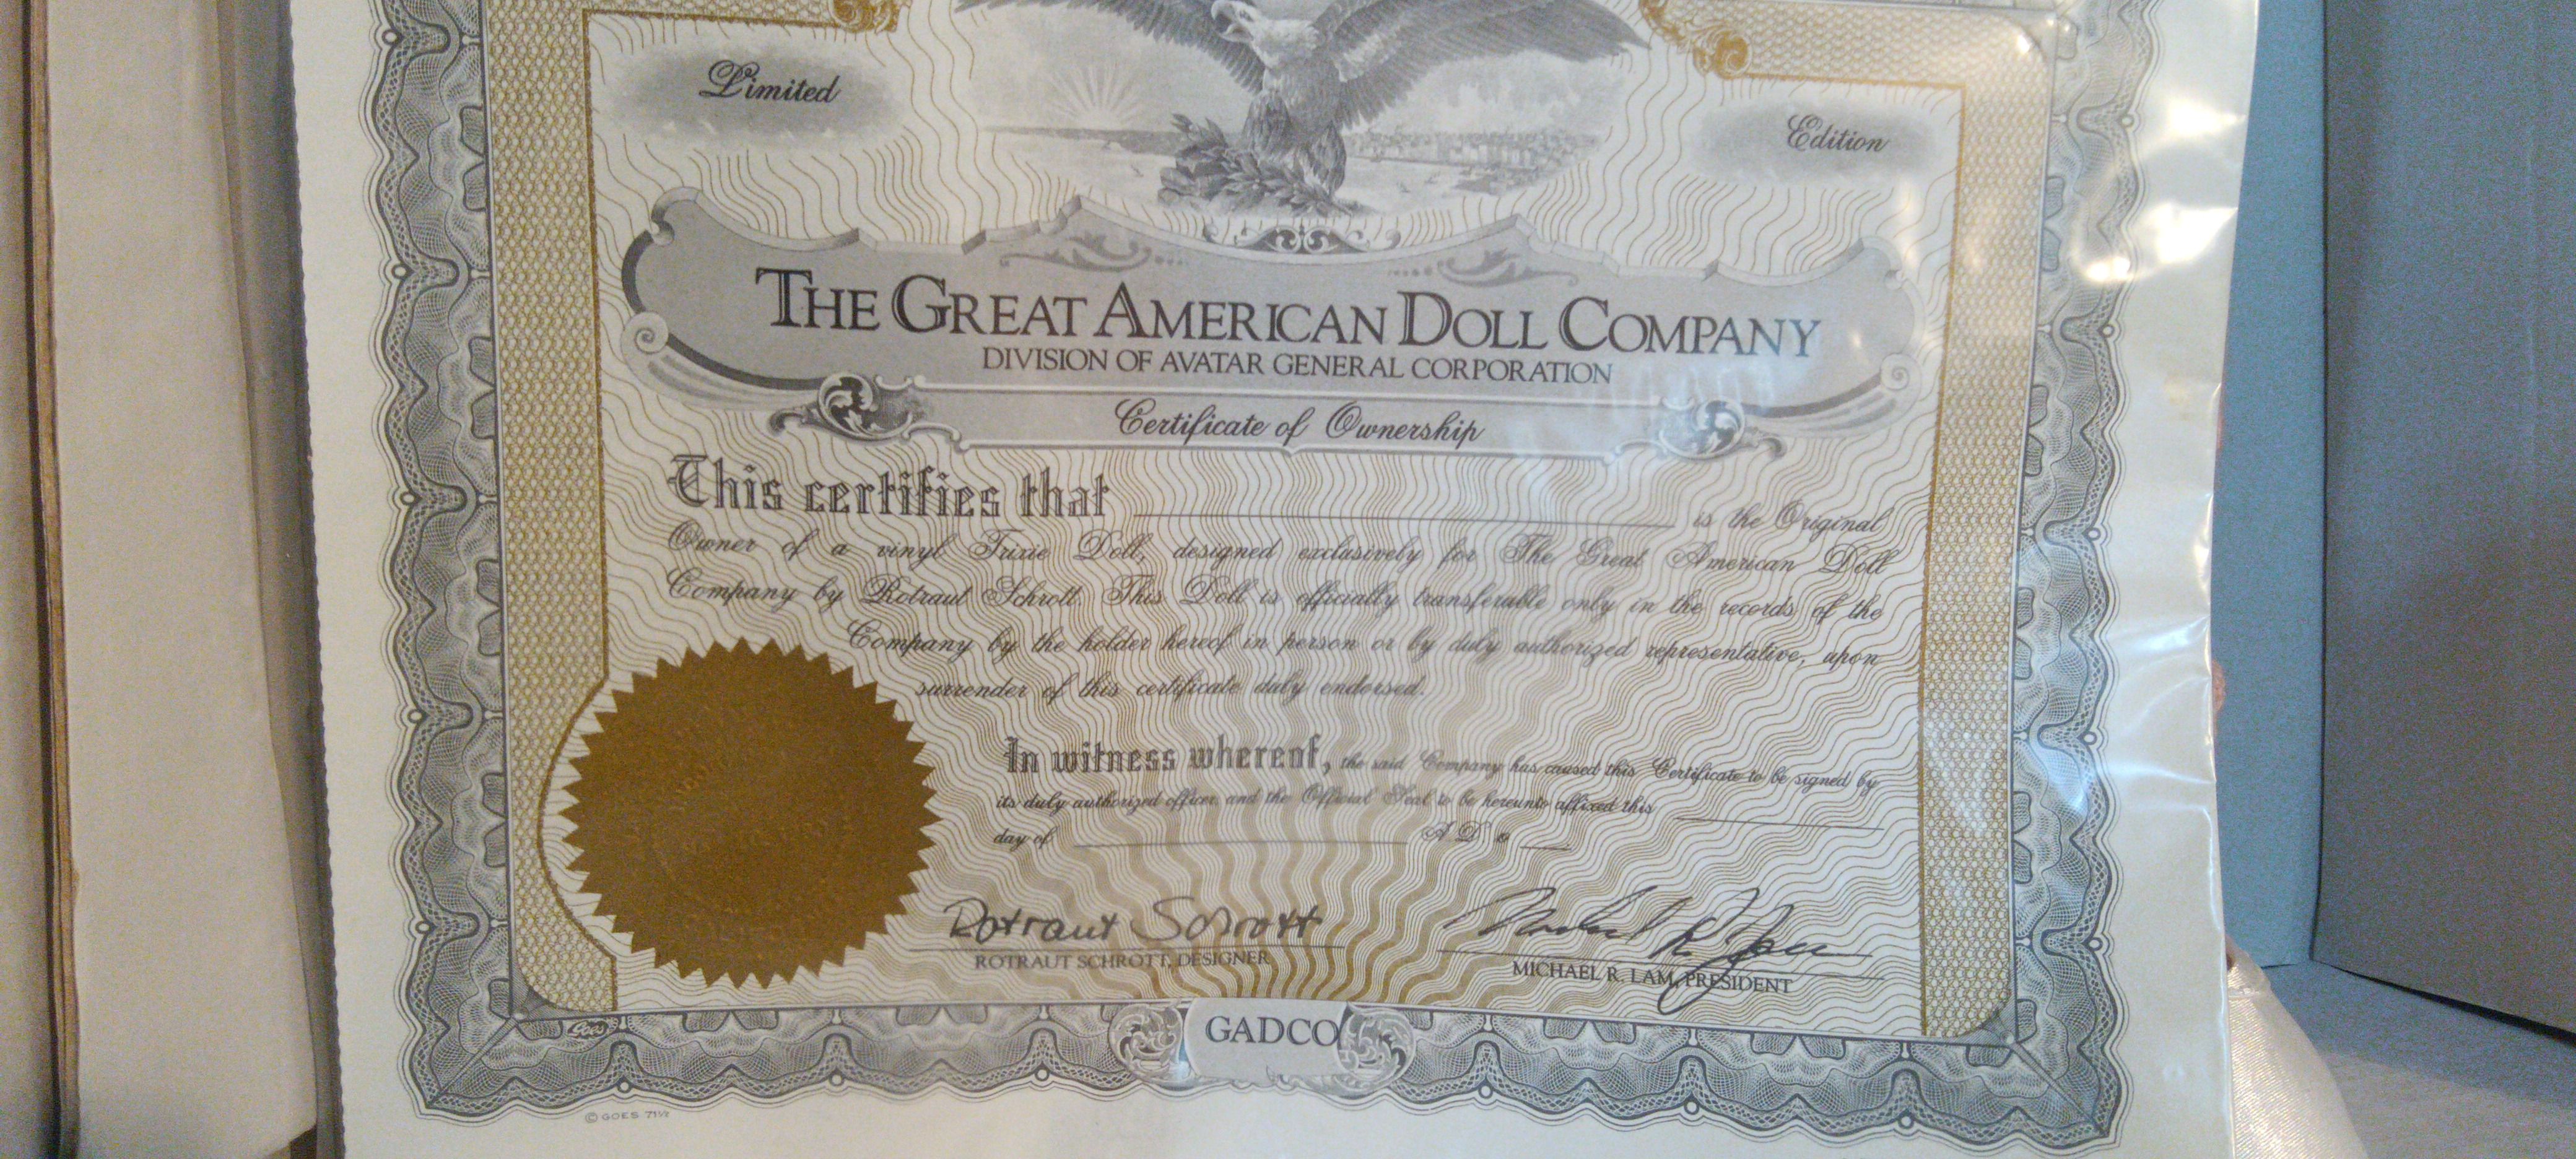 Limited
Edition
THE GREAT AMERICAN DOLL COMPANY
DIVISION OF AVATAR GENERAL CORPORATION
Certificate of Ownership
This certifies that is the Original
Owner of a vinyl Trixie Doll, designed exclusively for The Great American Doll
Company by Rotraut Schrott. This Doll is officially transferable only in the records of the
Company by the holder hereof in person or by duly authorized representative, upon
surrender of this certificate duly endorsed.
In witness whereof, the said Company has caused this Certificate to be signed by
its duly authorized officer, and the Official Seal to be hereunto affixed this
day of A D
Rotraut Schrott
ROTRAUT SCHROTT, DESIGNER
MICHAEL R. LAM, PRESIDENT
GADCO
Goes
© GOES 71½